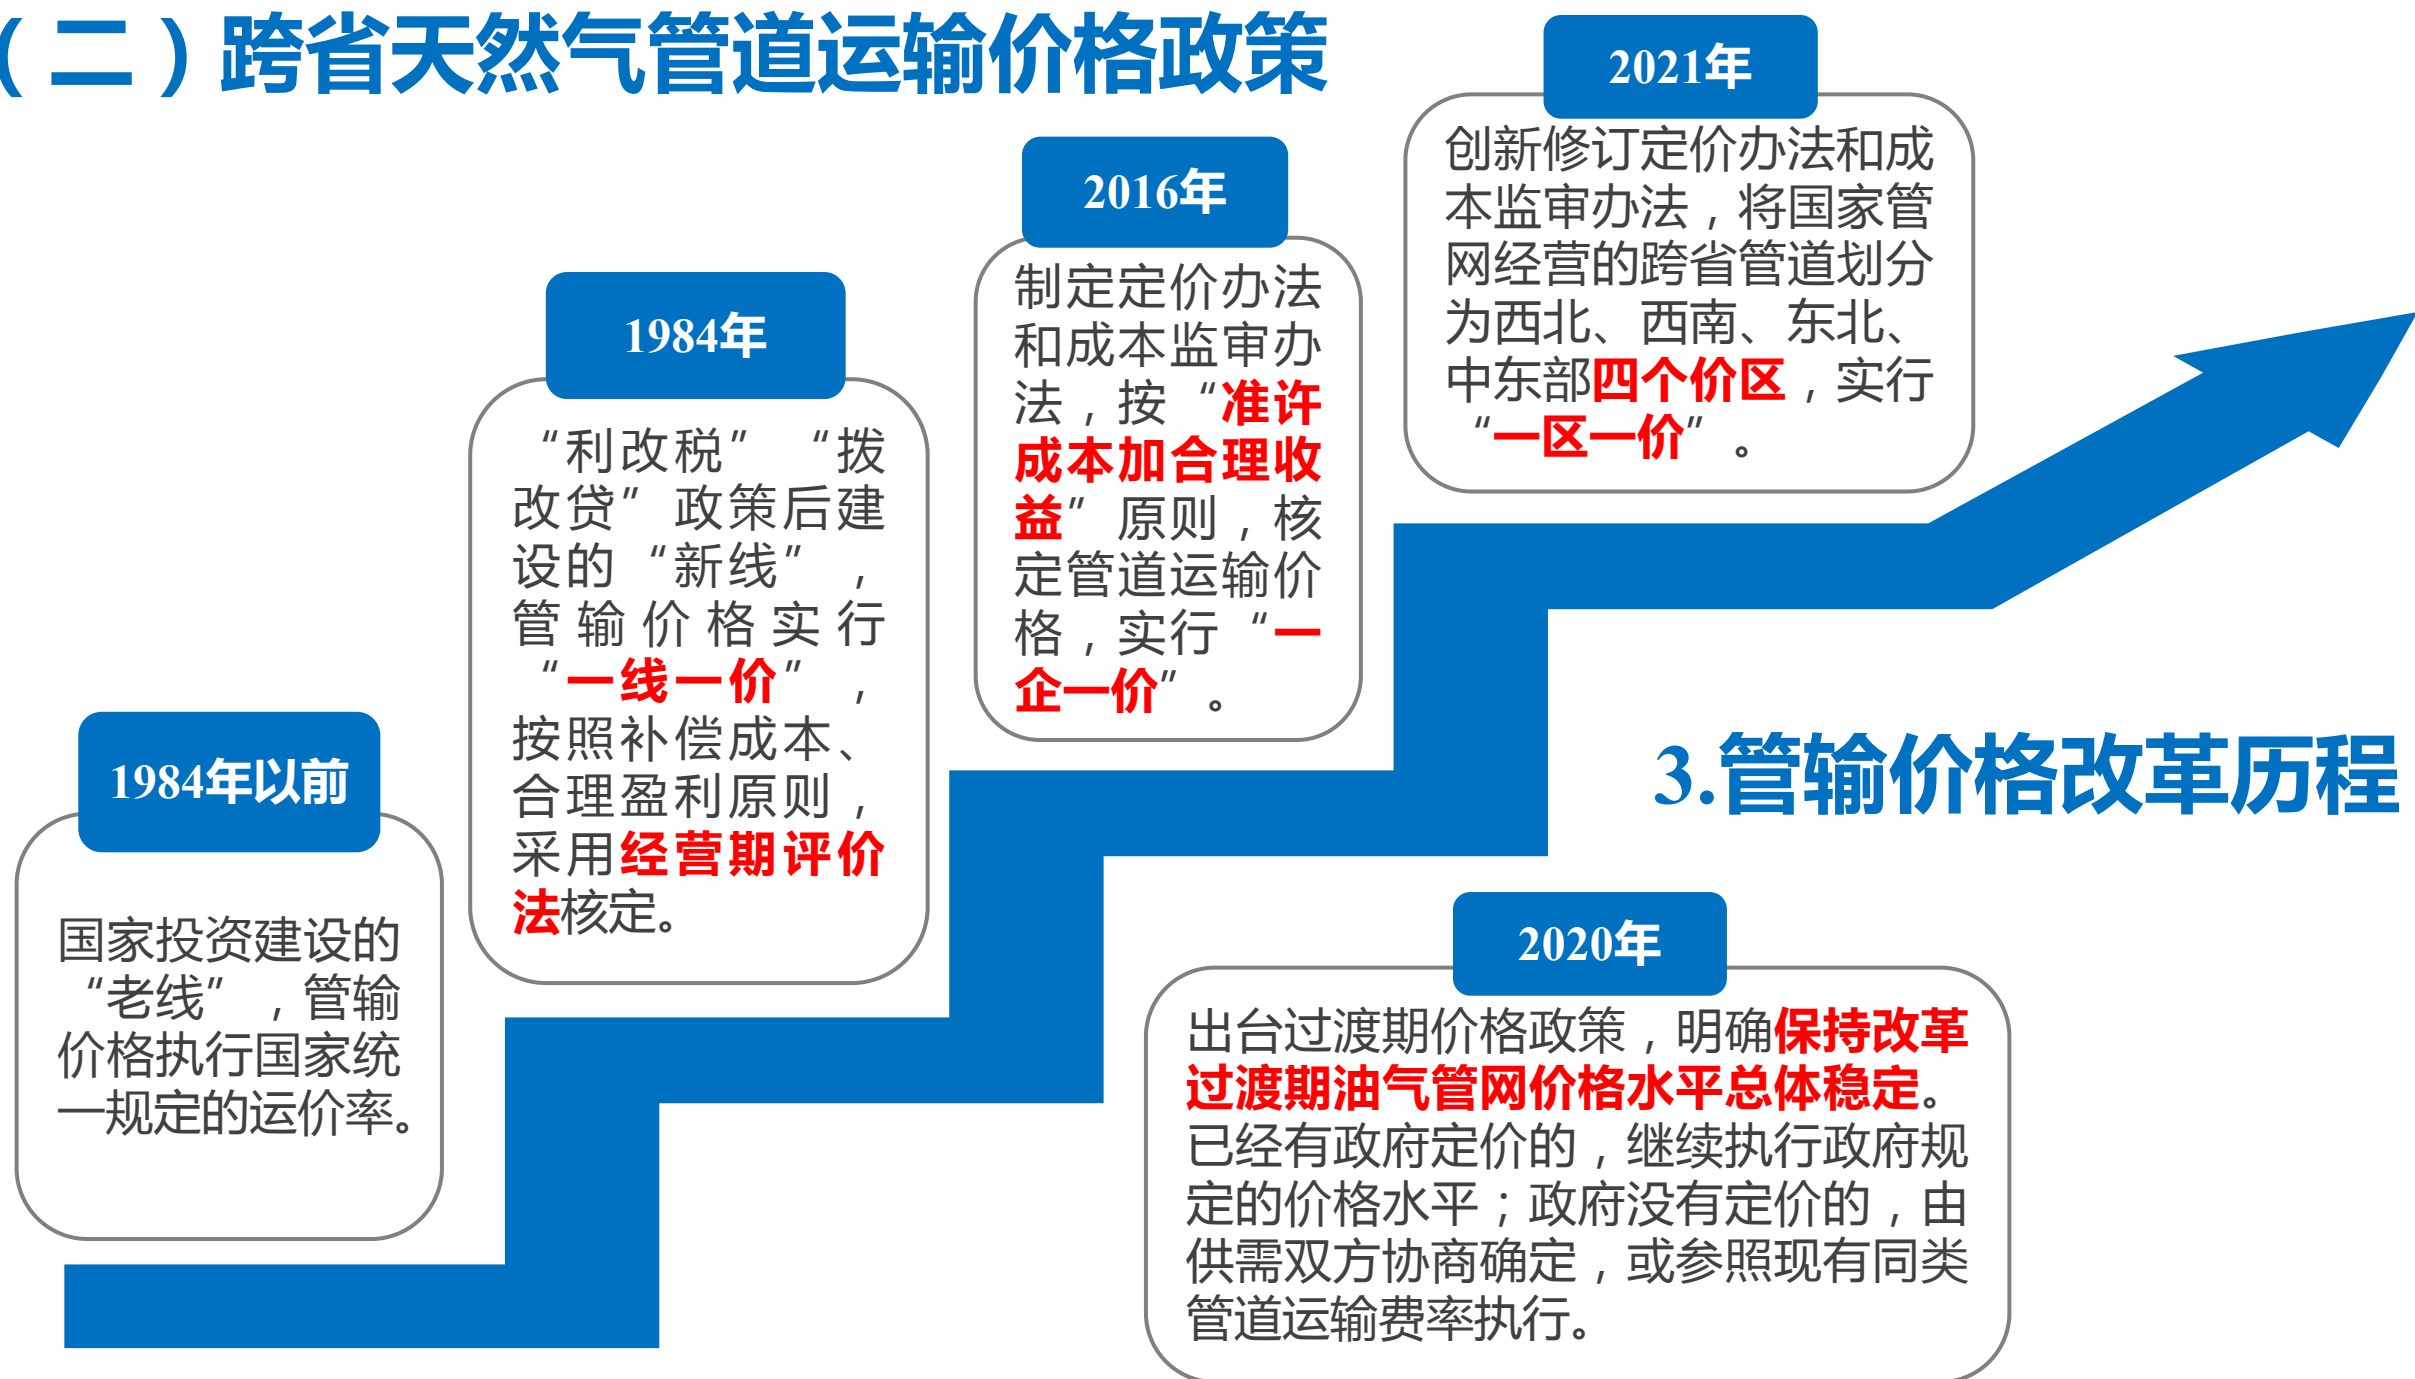 （二）跨省天然气管道运输价格政策
2021年
创新修订定价办法和成
本监审办法，将国家管
网经营的跨省管道划分
为西北、西南、东北、
中东部四个价区，实行
“一区一价”。
2016年
制定定价办法
和成本监审办
法，按“准许
成本加合理收
益”原则，核
定管道运输价
格，实行“一
企一价”。
1984年
“利改税”“拨
改贷”政策后建
设的“新线”，
管输价格实行
“一线一价”，
按照补偿成本、
合理盈利原则，
采用经营期评价
法核定。
1984年以前
国家投资建设的
“老线”，管输
价格执行国家统
一规定的运价率。
3.管输价格改革历程
2020年
出台过渡期价格政策，明确保持改革
过渡期油气管网价格水平总体稳定。
已经有政府定价的，继续执行政府规
定的价格水平；政府没有定价的，由
供需双方协商确定，或参照现有同类
管道运输费率执行。